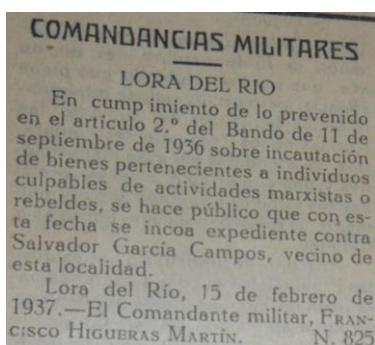 COMANDANCIAS MILITARES
LORA DEL RIO
En cump imiento de lo prevenido
en el artículo 2.º del Bando de 11 de
septiembre de 1936 sobre incautación
de bienes pertenecientes a indivíduos
culpables de actividades marxistas o
rebeldes, se hace público que con es-
ta fecha se incoa expediente contra
Salvador García Campos, vecino de
esta localidad.
Lora del Río, 15 de febrero de
1937.—El Comandante militar, FRAN-
CISCO HIGUERAS MARTÍN. N. 825